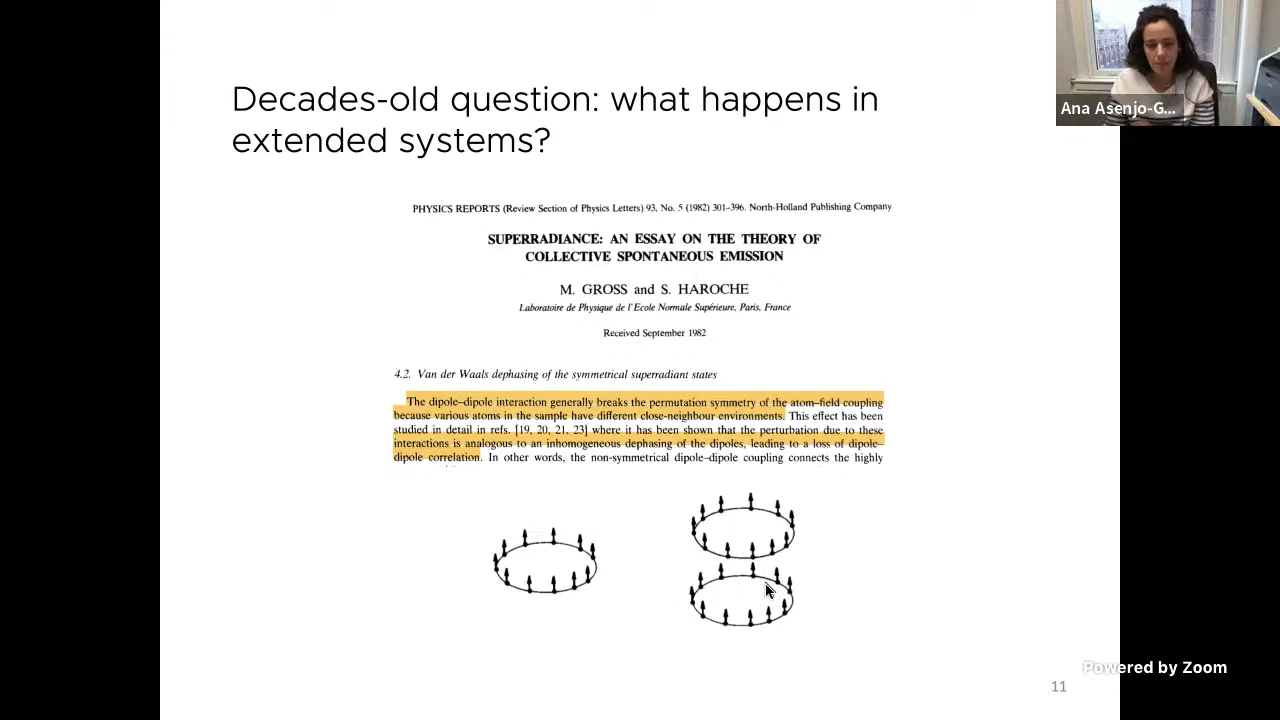 Decades-old question: what happens in
extended systems?
Ana Asenjo-G...
PHYSICS REPORTS (Review Section of Physics Letters) 93, No. 5 (1982) 301–396. North-Holland Publishing Company
SUPERRADIANCE: AN ESSAY ON THE THEORY OF
COLLECTIVE SPONTANEOUS EMISSION
M. GROSS and S. HAROCHE
Laboratoire de Physique de l'Ecole Normale Supérieure, Paris, France
Received September 1982
4.2. Van der Waals dephasing of the symmetrical superradiant states
The dipole–dipole interaction generally breaks the permutation symmetry of the atom–field coupling
because various atoms in the sample have different close-neighbour environments. This effect has been
studied in detail in refs. [19, 20, 21, 23] where it has been shown that the perturbation due to these
interactions is analogous to an inhomogeneous dephasing of the dipoles, leading to a loss of dipole–
dipole correlation. In other words, the non-symmetrical dipole–dipole coupling connects the highly
Powered by Zoom
11